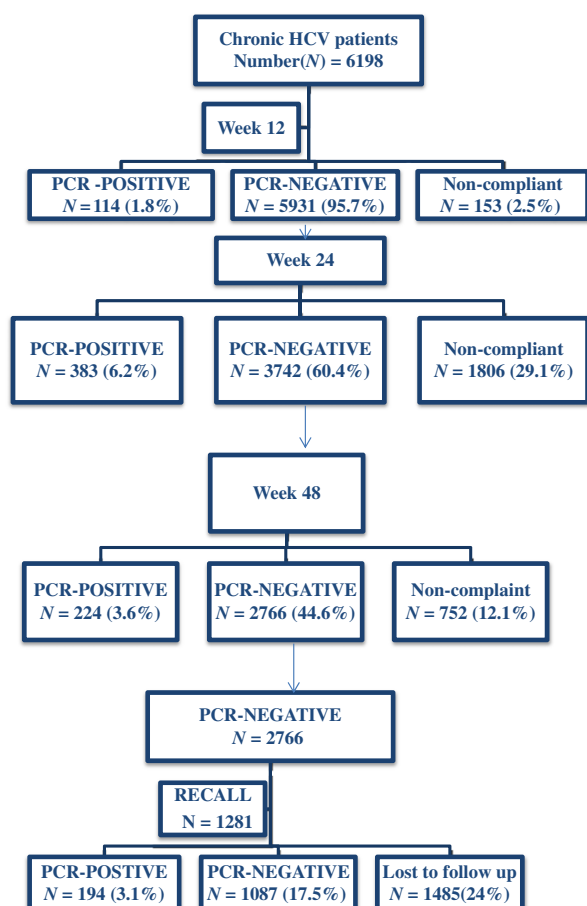 Chronic HCV patients
Number(N) = 6198
Week 12
PCR -POSITIVE
N = 114 (1.8%)
PCR-NEGATIVE
N = 5931 (95.7%)
Non-compliant
N = 153 (2.5%)
Week 24
PCR-POSITIVE
N = 383 (6.2%)
PCR-NEGATIVE
N = 3742 (60.4%)
Non-compliant
N = 1806 (29.1%)
Week 48
PCR-POSITIVE
N = 224 (3.6%)
PCR-NEGATIVE
N = 2766 (44.6%)
Non-complaint
N = 752 (12.1%)
PCR-NEGATIVE
N = 2766
RECALL
N = 1281
PCR-POSTIVE
N = 194 (3.1%)
PCR-NEGATIVE
N = 1087 (17.5%)
Lost to follow up
N = 1485(24%)